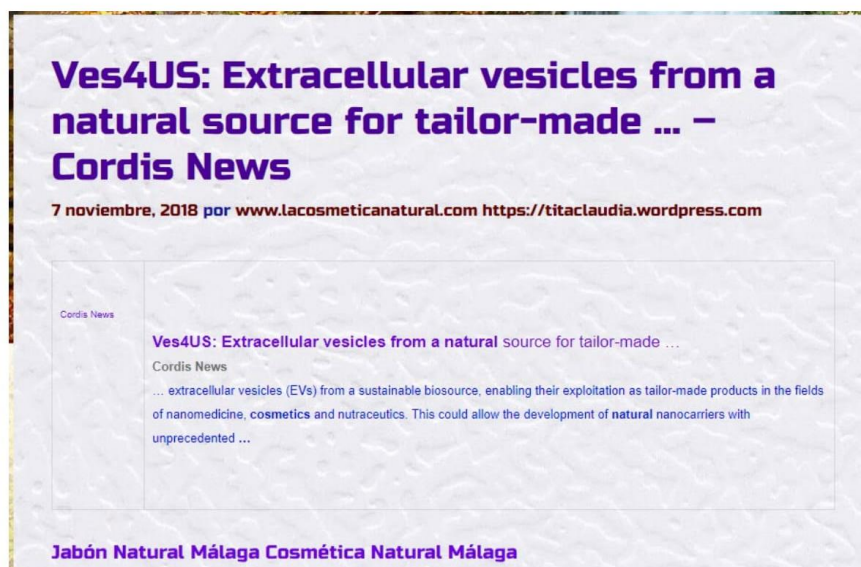 Ves4US: Extracellular vesicles from a
natural source for tailor-made ... –
Cordis News
7 noviembre, 2018 por www.lacosmeticanatural.com https://titaclaudia.wordpress.com
Cordis News
Ves4US: Extracellular vesicles from a natural source for tailor-made ...
Cordis News
... extracellular vesicles (EVs) from a sustainable biosource, enabling their exploitation as tailor-made products in the fields
of nanomedicine, cosmetics and nutraceutics. This could allow the development of natural nanocarriers with
unprecedented ...
Jabón Natural Málaga Cosmética Natural Málaga